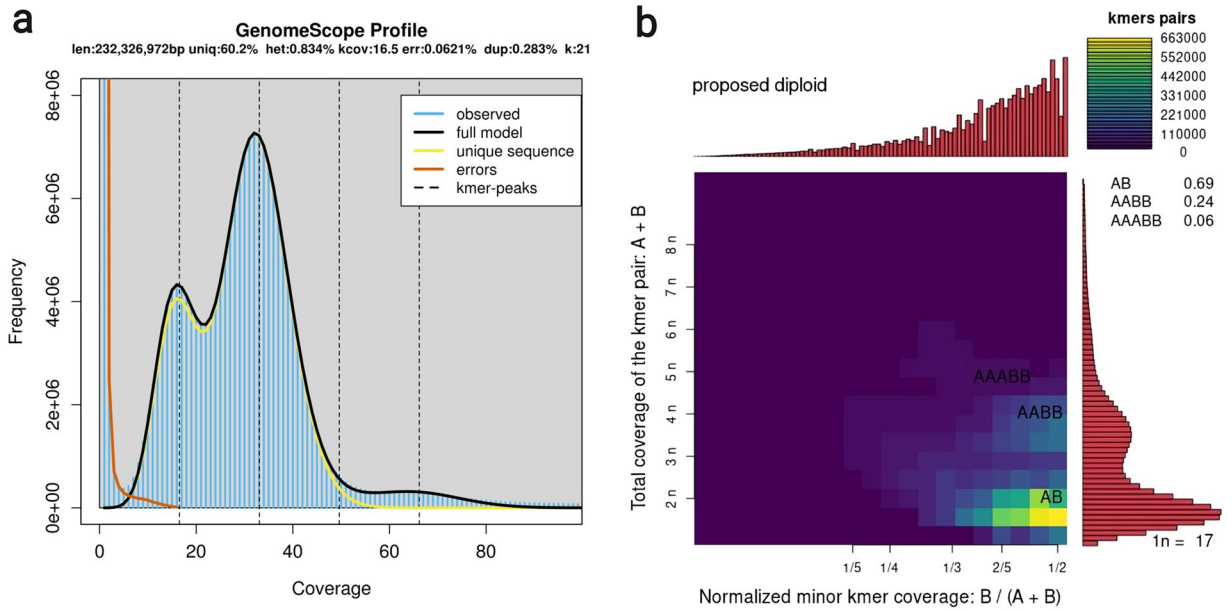 a
GenomeScope Profile
len:232,326,972bp uniq:60.2% het:0.834% kcov:16.5 err:0.0621% dup:0.283% k:21
8e+06
6e+06
4e+06
2e+06
0e+00
Frequency
observed
full model
unique sequence
errors
kmer-peaks
0 20 40 60 80
Coverage
b
proposed diploid
kmers pairs
663000
552000
442000
331000
221000
110000
0
Total coverage of the kmer pair: A + B
8 n
7 n
6 n
5 n
4 n
3 n
2 n
AAABB
AABB
AB
AB 0.69
AABB 0.24
AAABB 0.06
1n = 17
1/5 1/4 1/3 2/5 1/2
Normalized minor kmer coverage: B / (A + B)